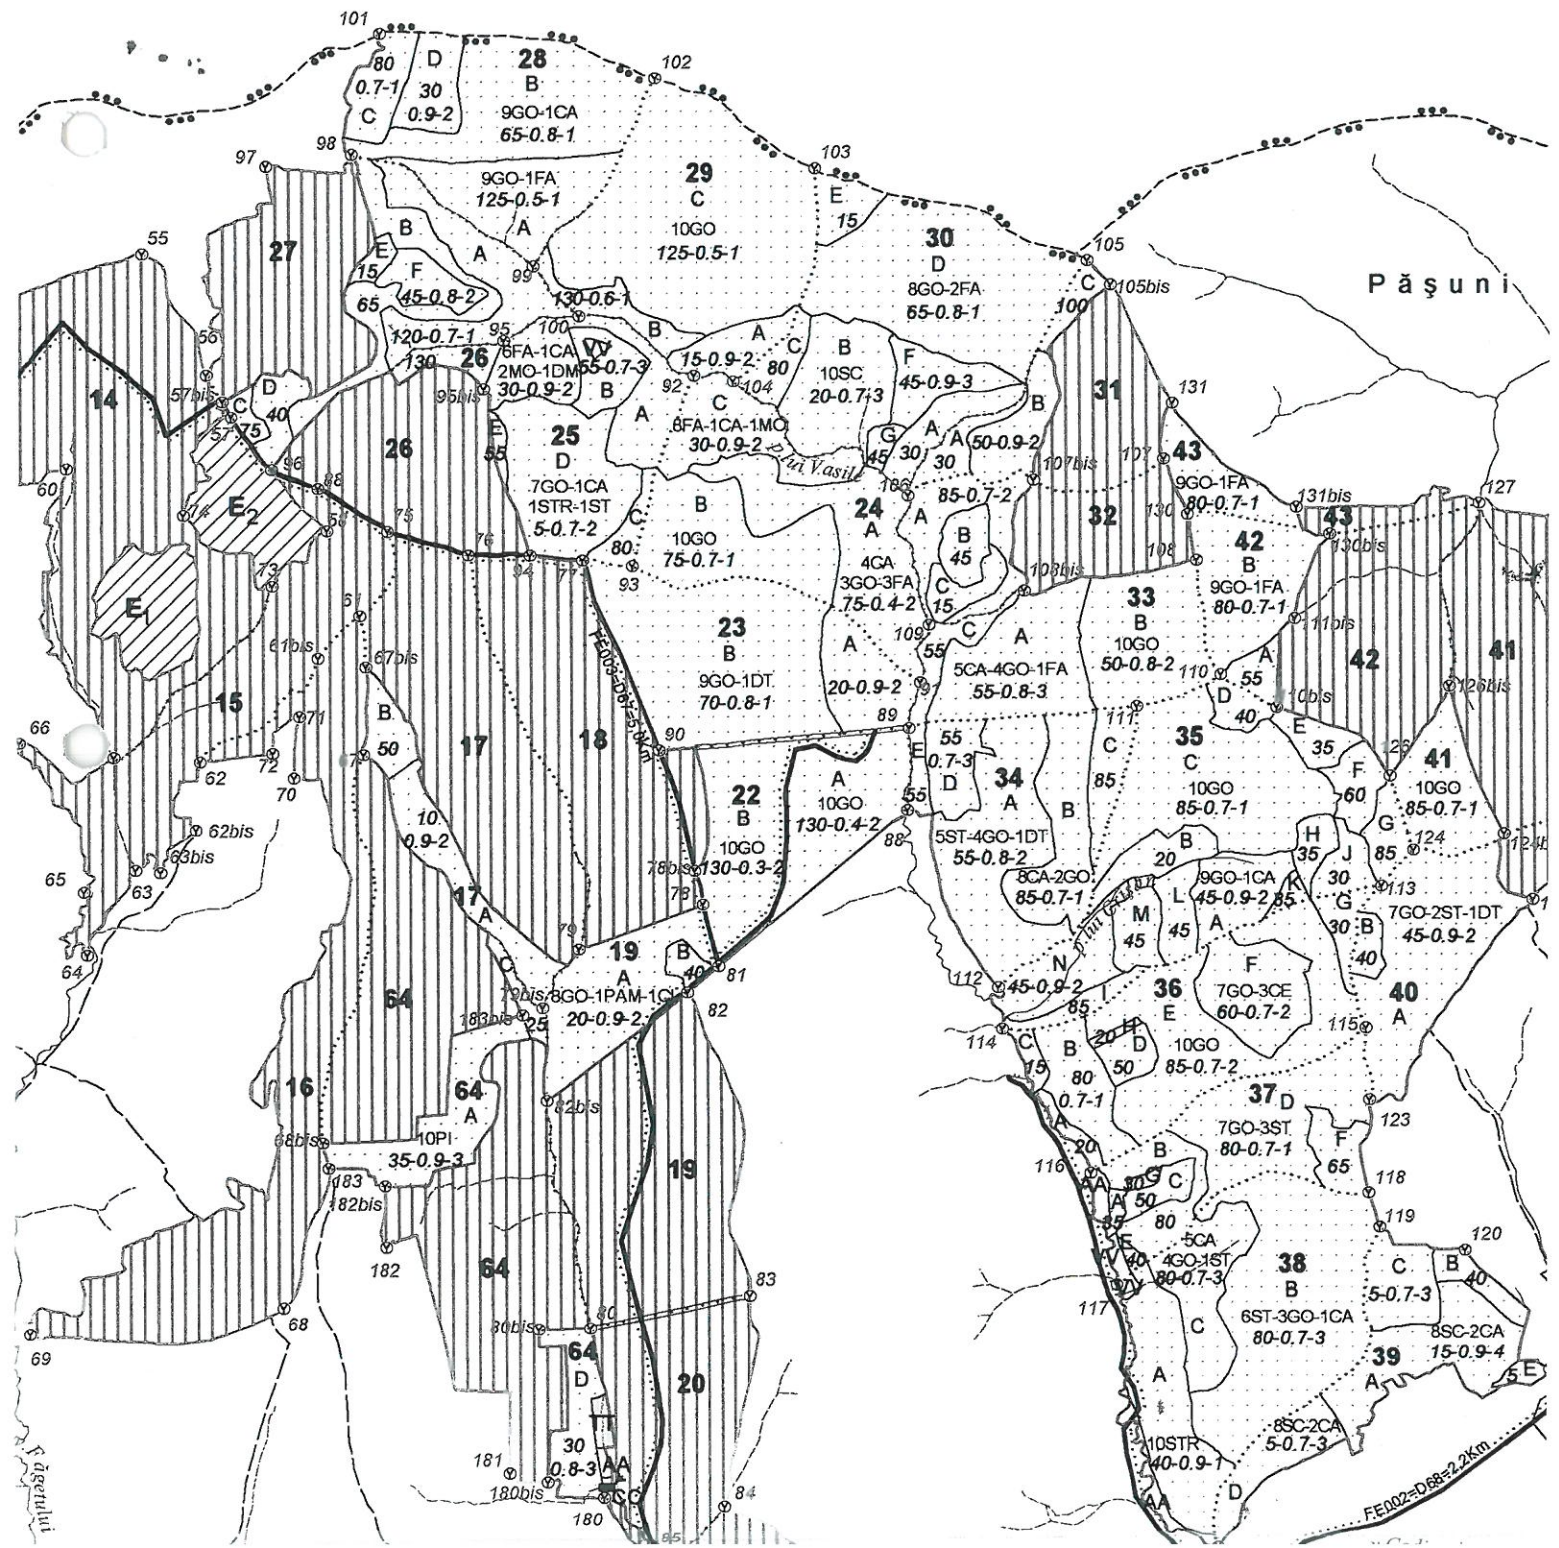 101
80
0.7-1
C
D
30
0.9-2
28
B
9GO-1CA
65-0.8-1
102
98
97
9GO-1FA
125-0.5-1
A
29
C
10GO
125-0.5-1
103
E
15
30
D
8GO-2FA
65-0.8-1
105
C
100
105bis
Pășuni
55
27
B
E
15
F
45-0.8-2
65
A
99
130-0.6-1
100
B
120-0.7-1
130
95
26
6FA-1CA
2MO-1DM
30-0.9-2
VV
55-0.7-3
B
A
15-0.9-2
C
80
B
10SC
20-0.7-3
F
45-0.9-3
92
104
C
8FA-1CA-1MO
30-0.9-2
p.lui Vasile
A
G
45
A
30
A
30
50-0.9-2
B
31
131
56
57bis
57
D
40
C
75
14
95bis
E
55
26
25
D
7GO-1CA
1STR-1ST
5-0.7-2
C
80
93
B
10GO
75-0.7-1
24
A
4CA
3GO-3FA
75-0.4-2
106
A
85-0.7-2
B
45
C
15
107bis
107
32
43
9GO-1FA
80-0.7-1
130
131bis
43
130bis
127
60
96
88
E2
74
58
75
76
94
77
108bis
108
42
B
9GO-1FA
80-0.7-1
33
B
10GO
50-0.8-2
111bis
E1
73
61
61bis
67bis
FE003=D67=5.8Km
23
B
9GO-1DT
70-0.8-1
A
20-0.9-2
109
C
55
91
A
5CA-4GO-1FA
55-0.8-3
110
A
55
D
40
110bis
42
41
126bis
15
66
71
72
62
70
B
50
17
18
90
89
E
55
55
0.7-3
D
34
A
5ST-4GO-1DT
55-0.8-2
111
C
85
B
35
C
10GO
85-0.7-1
E
35
126
F
60
41
10GO
85-0.7-1
G
85
124
22
B
10GO
130-0.3-2
A
10GO
130-0.4-2
88
62bis
63bis
63
65
64
10
0.9-2
78bis
78
8CA-2GO
85-0.7-1
B
20
9GO-1CA
45-0.9-2
H
35
J
30
K
85
G
30
113
B
40
7GO-2ST-1DT
45-0.9-2
17
A
C
79
19
A
B
40
81
82
8GO-1PAM-1CI
20-0.9-2
79bis
183bis
25
64
M
45
L
45
A
N
45-0.9-2
112
I
85
36
E
F
7GO-3CE
60-0.7-2
40
A
114
C
15
B
80
0.7-1
20
H
D
50
10GO
85-0.7-2
115
16
64
A
10PI
35-0.9-3
68bis
183
182bis
182
82bis
19
A
20
116
AA
37
D
7GO-3ST
80-0.7-1
B
30
G
C
50
A
85
80
F
65
123
118
119
120
64
68
69
80bis
80
83
64
D
30
0.8-3
AA
CC
181
180bis
180
20
84
85
117
E
40
VV
5CA
4GO-1ST
80-0.7-3
38
B
6ST-3GO-1CA
80-0.7-3
C
5-0.7-3
B
40
8SC-2CA
15-0.9-4
39
A
5
E
C
A
10STR
40-0.9-1
AA
8SC-2CA
5-0.7-3
D
FE002=D68=2.2Km
Făgetului